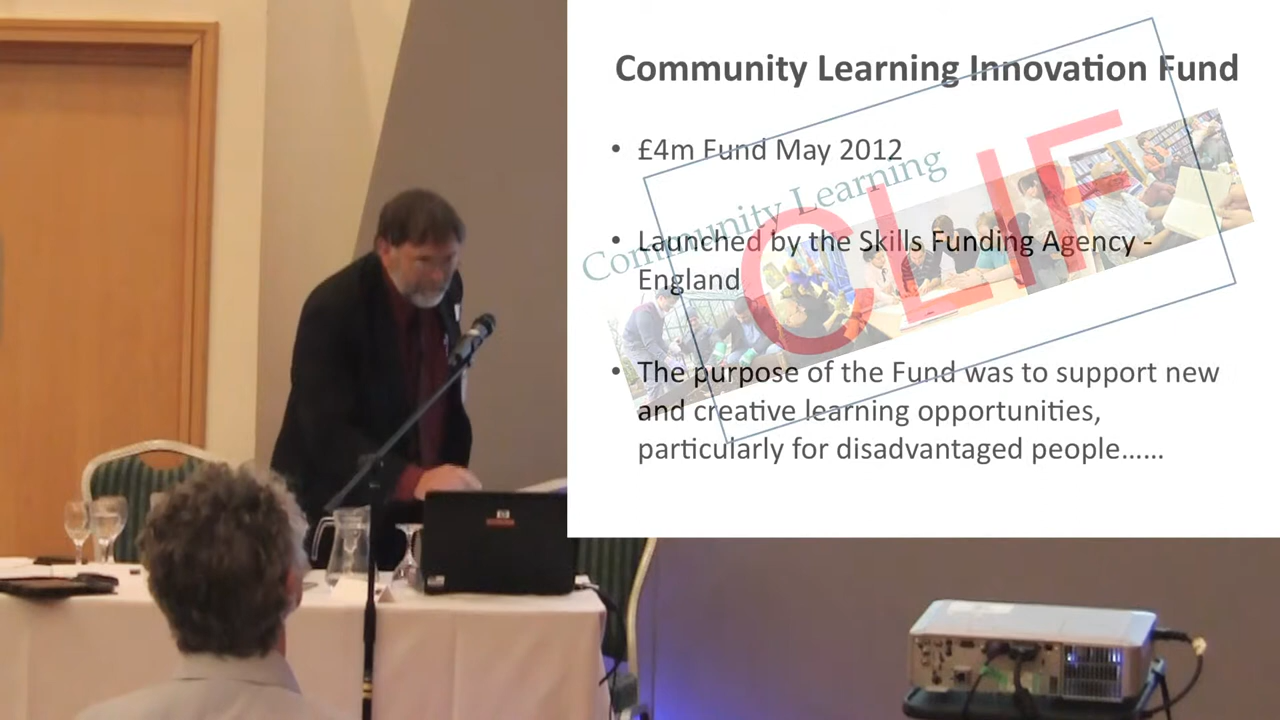 Community Learning Innovation Fund
• £4m Fund May 2012
Community Learning
CLIF
• Launched by the Skills Funding Agency -
England
• The purpose of the Fund was to support new
and creative learning opportunities,
particularly for disadvantaged people……
hp